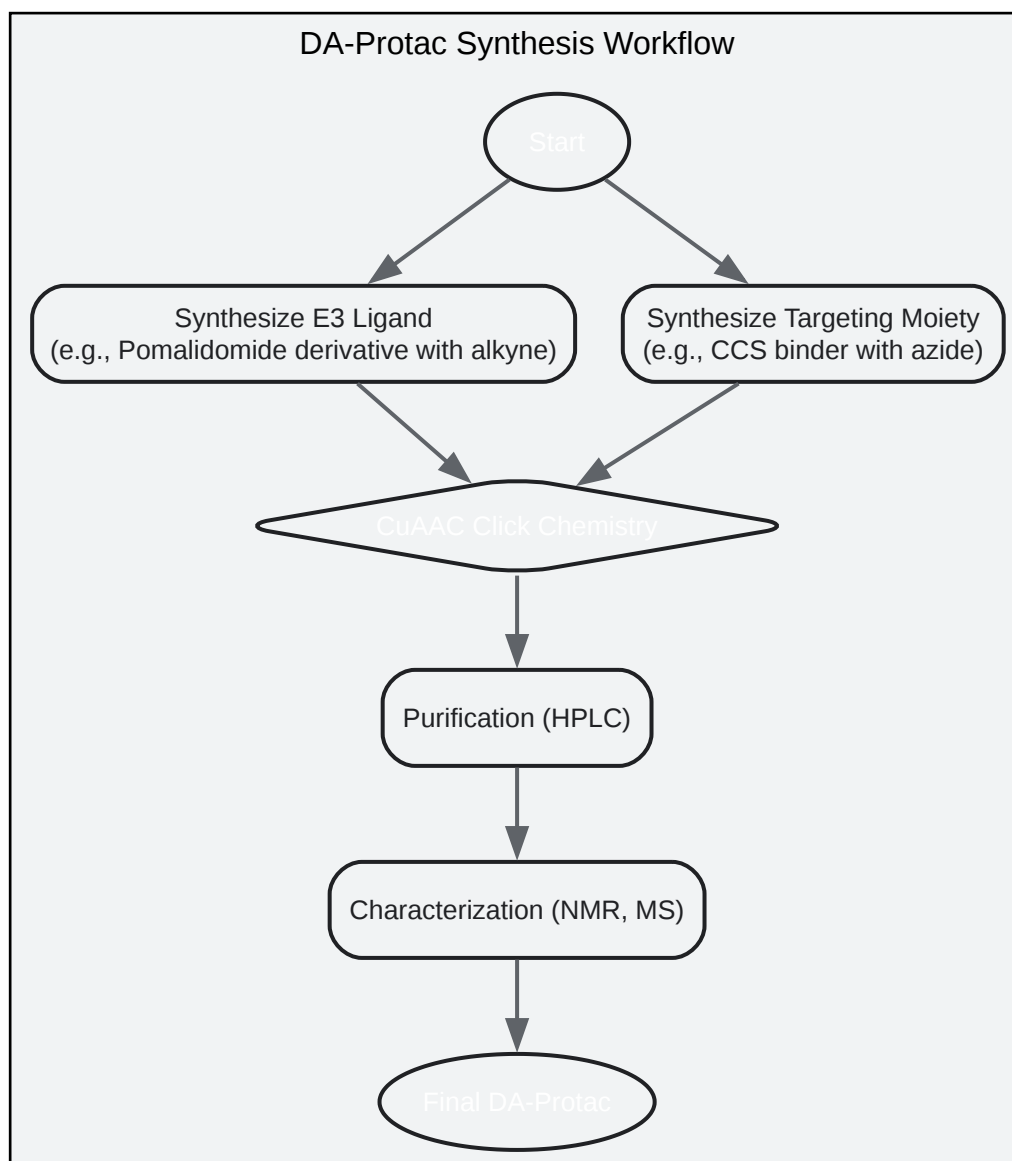 DA-Protac Synthesis Workflow
Start
Synthesize E3 Ligand
(e.g., Pomalidomide derivative with alkyne)
Synthesize Targeting Moiety
(e.g., CCS binder with azide)
CuAAC Click Chemistry
Purification (HPLC)
Characterization (NMR, MS)
Final DA-Protac